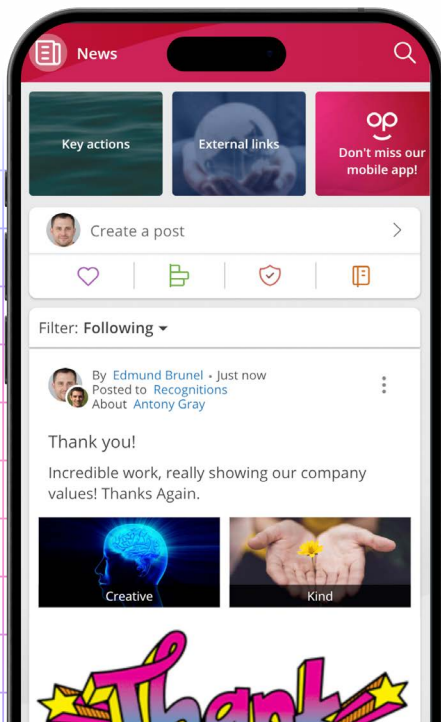 News
Key actions
External links
op
Don't miss our
mobile app!
Create a post
Filter: Following
By Edmund Brunel • Just now
Posted to Recognitions
About Antony Gray
Thank you!
Incredible work, really showing our company
values! Thanks Again.
Creative
Kind
Thank